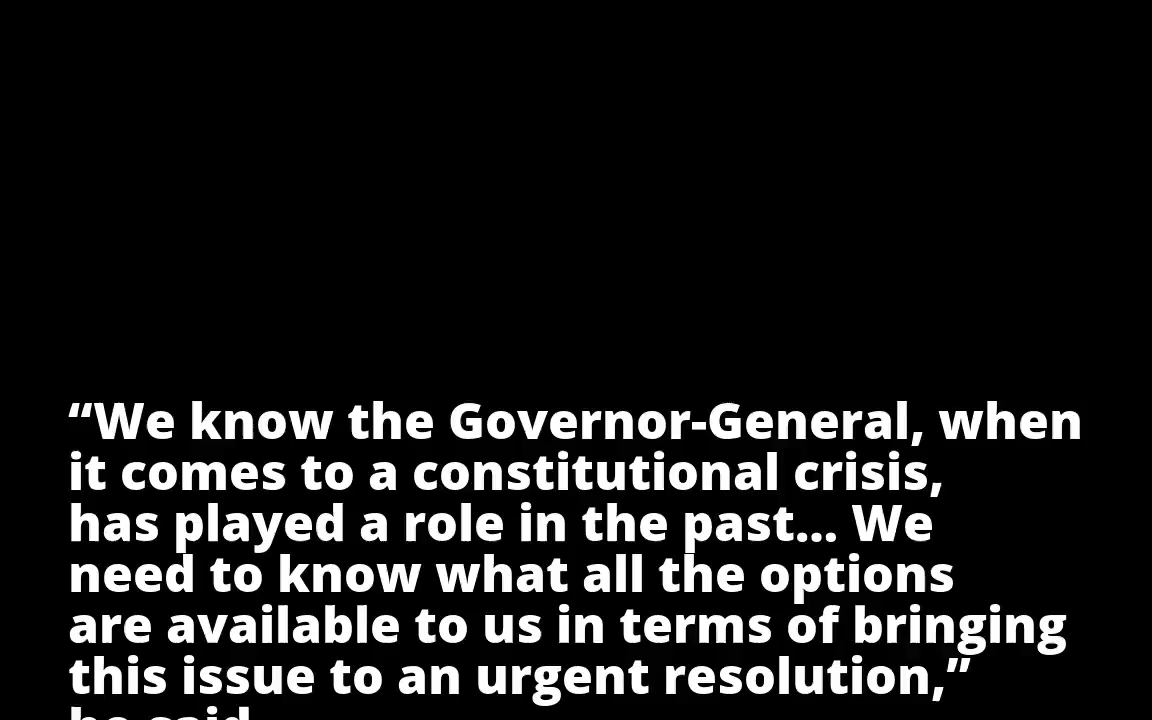 “We know the Governor-General, when
it comes to a constitutional crisis,
has played a role in the past... We
need to know what all the options
are available to us in terms of bringing
this issue to an urgent resolution,”
he said